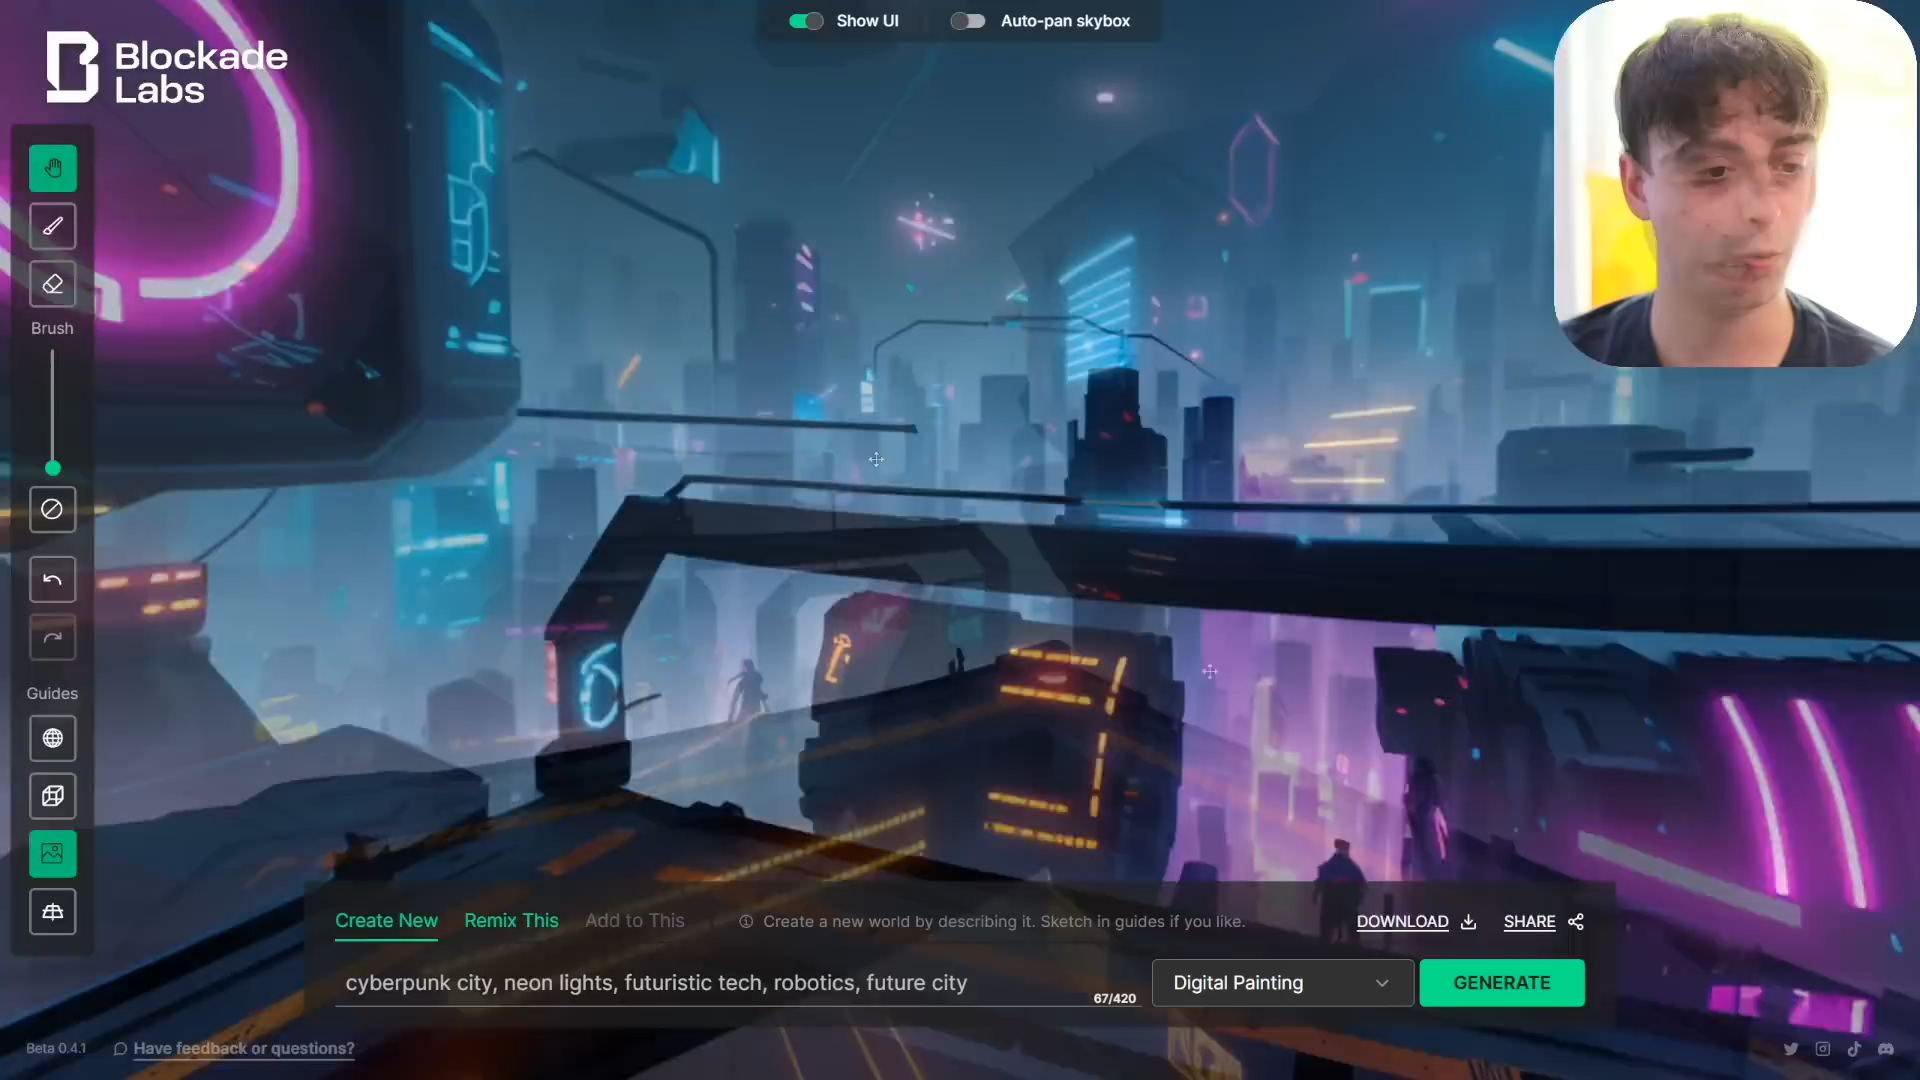 Show UI
Auto-pan skybox
Blockade
Labs
Brush
Guides
Create New
Remix This
Add to This
Create a new world by describing it. Sketch in guides if you like.
DOWNLOAD
SHARE
cyberpunk city, neon lights, futuristic tech, robotics, future city
67/420
Digital Painting
GENERATE
Beta 0.4.1
Have feedback or questions?